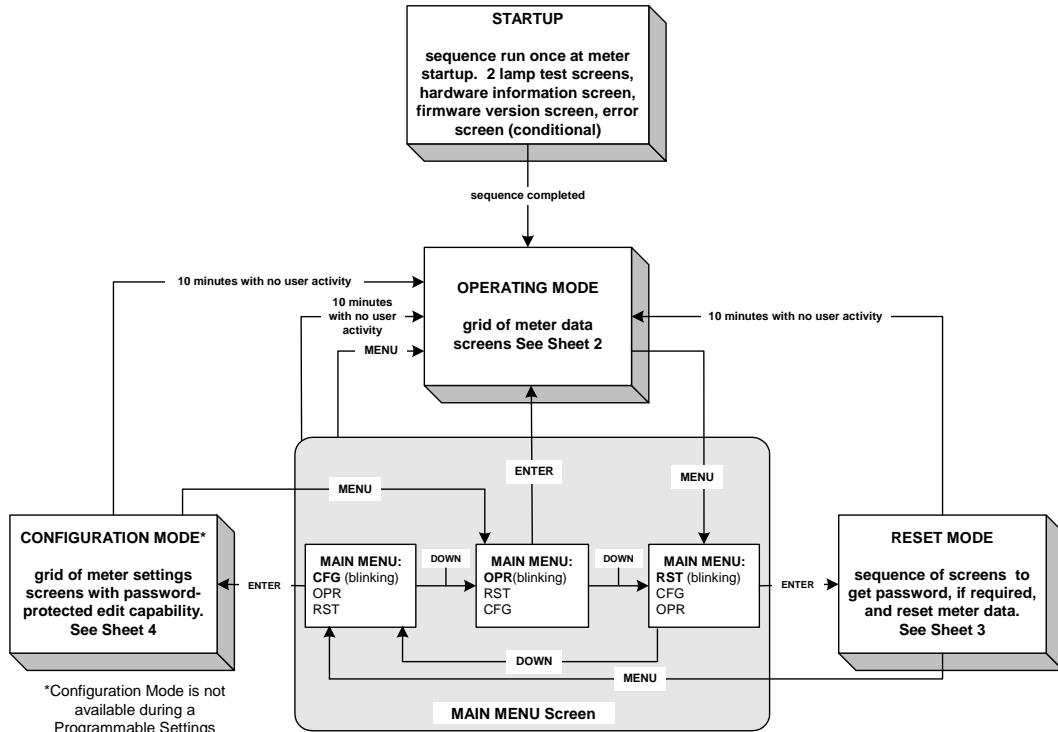 STARTUP
sequence run once at meter
startup. 2 lamp test screens,
hardware information screen,
firmware version screen, error
screen (conditional)
sequence completed
10 minutes with no user activity
10 minutes
with no user
activity
MENU
OPERATING MODE
grid of meter data
screens See Sheet 2
10 minutes with no user activity
ENTER
MENU
MENU
CONFIGURATION MODE*
grid of meter settings
screens with password-
protected edit capability.
See Sheet 4
ENTER
MAIN MENU:
CFG (blinking)
OPR
RST
DOWN
MAIN MENU:
OPR(blinking)
RST
CFG
DOWN
MAIN MENU:
RST (blinking)
CFG
OPR
ENTER
RESET MODE
sequence of screens to
get password, if required,
and reset meter data.
See Sheet 3
DOWN
MENU
MAIN MENU Screen
*Configuration Mode is not
available during a
Programmable Settings